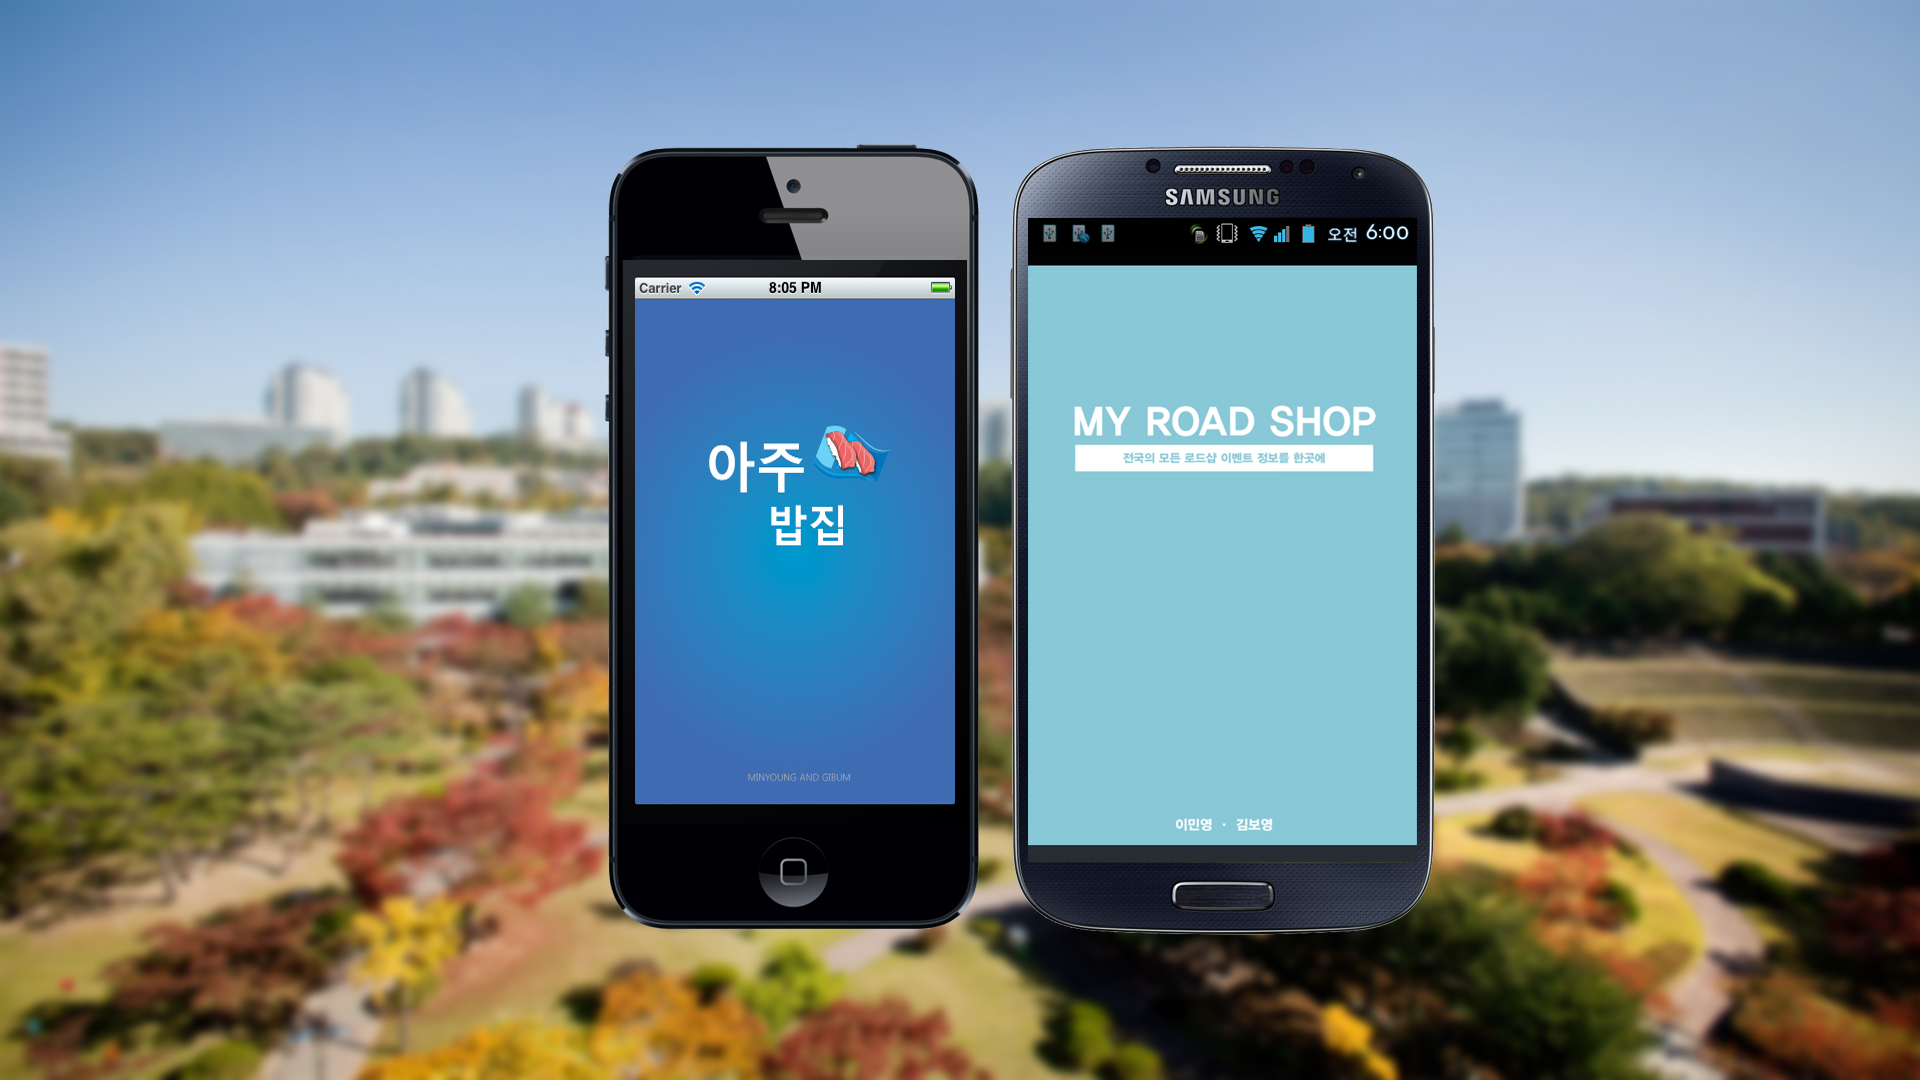 Carrier 8:05 PM
아주
밥집
MINYOUNG AND GIBUM
SAMSUNG
오전 6:00
MY ROAD SHOP
전국의 모든 로드샵 이벤트 정보를 한곳에
이민영 · 김보영